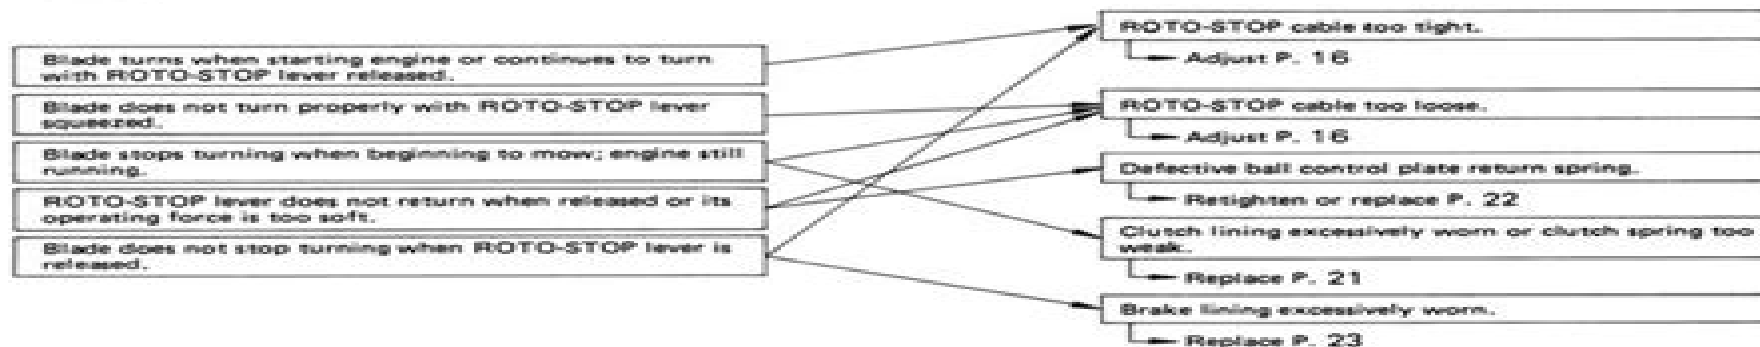 Blade turns when starting engine or continues to turn
with ROTO-STOP lever released.
Blade does not turn properly with ROTO-STOP lever
squeezed.
Blade stops turning when beginning to mow; engine still
running.
ROTO-STOP lever does not return when released or its
operating force is too soft.
Blade does not stop turning when ROTO-STOP lever is
released.
ROTO-STOP cable too tight.
Adjust P. 16
ROTO-STOP cable too loose.
Adjust P. 16
Defective ball control plate return spring.
Retighten or replace P. 22
Clutch lining excessively worn or clutch spring too
weak.
Replace P. 21
Brake lining excessively worn.
Replace P. 23